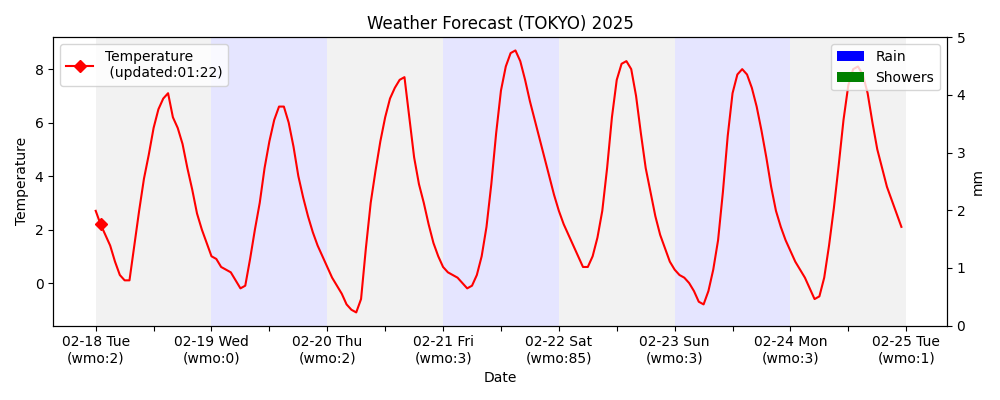 Weather Forecast (TOKYO) 2025
Temperature
(updated:01:22)
Rain
Showers
Temperature
8
6
4
2
0
5
4
3
2
1
0
mm
02-18 Tue
(wmo:2)
02-19 Wed
(wmo:0)
02-20 Thu
(wmo:2)
02-21 Fri
(wmo:3)
02-22 Sat
(wmo:85)
02-23 Sun
(wmo:3)
02-24 Mon
(wmo:3)
02-25 Tue
(wmo:1)
Date